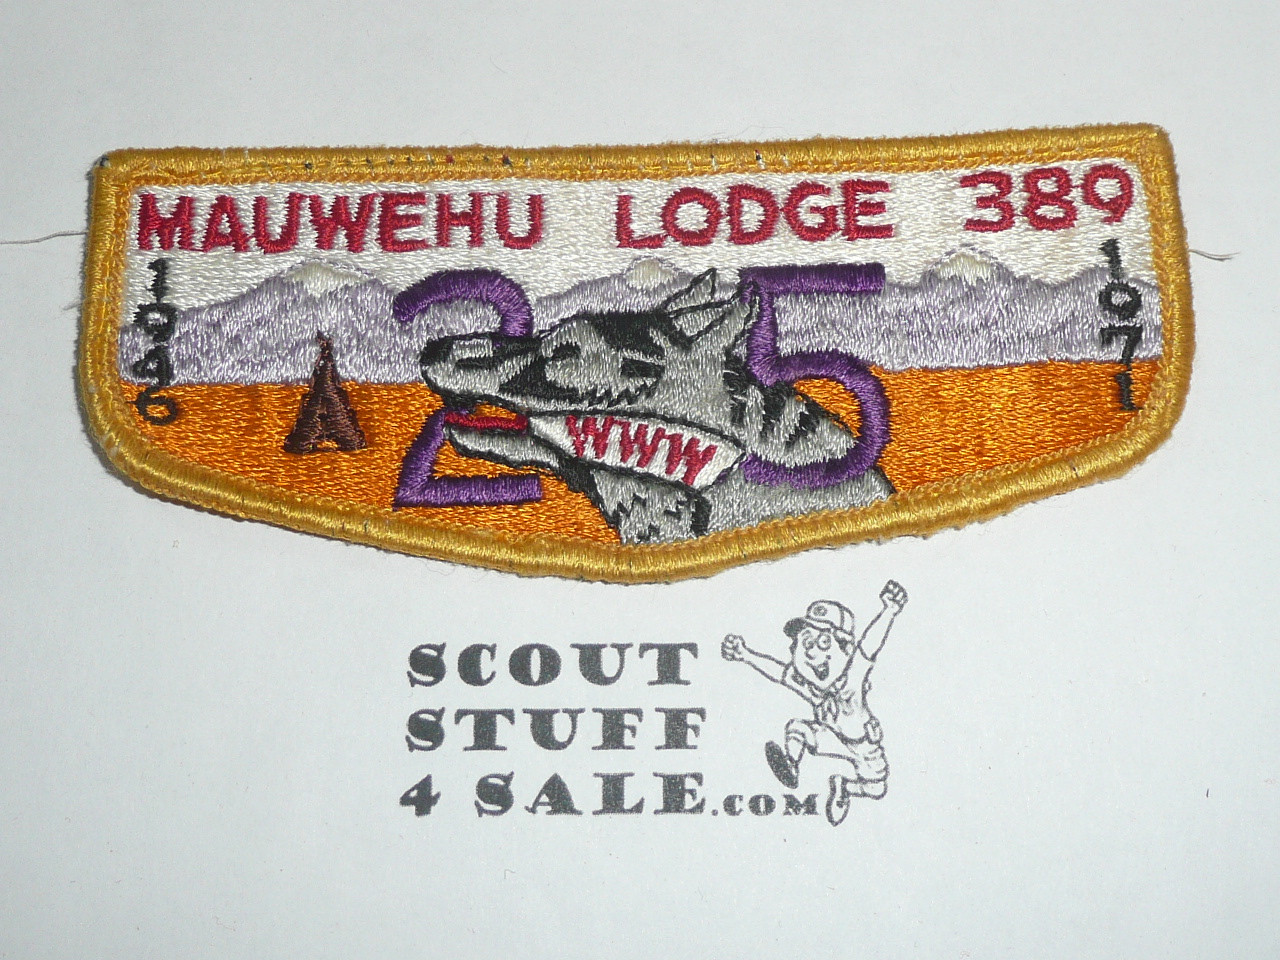 MAUWEHU LODGE 389
1946
25
1971
WWW
SCOUT
STUFF
4 SALE.COM